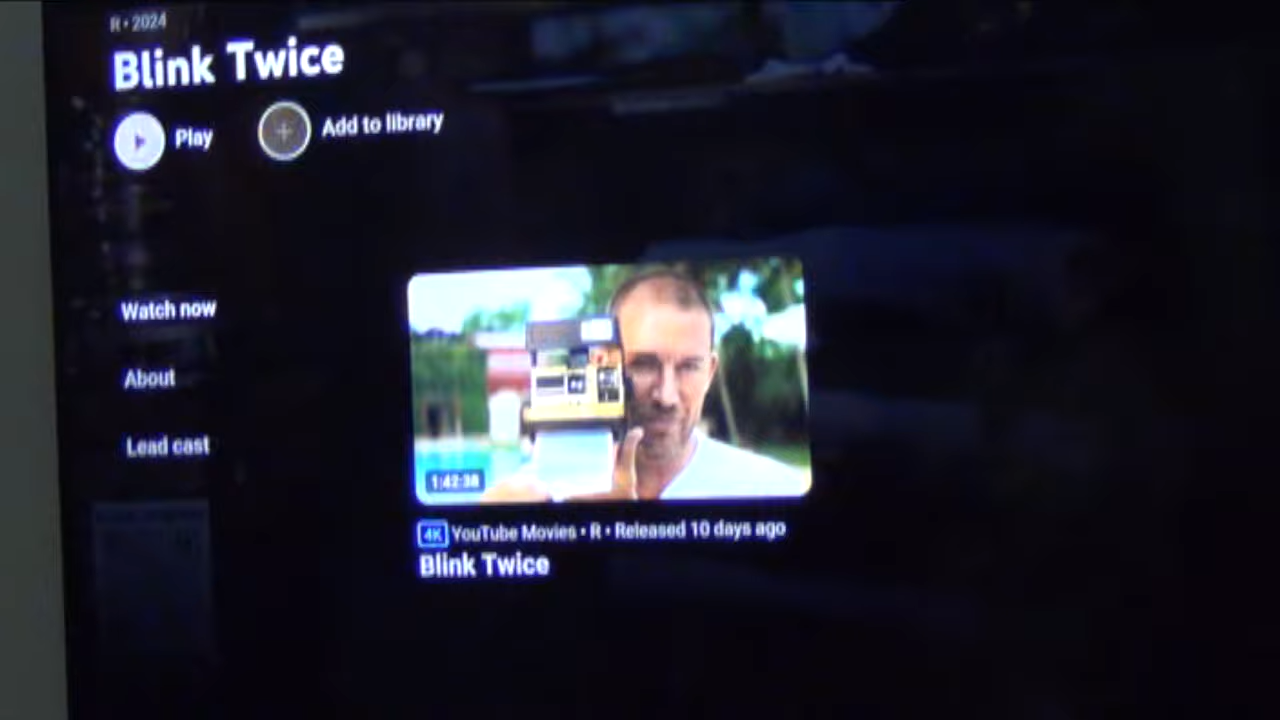 R • 2024
Blink Twice
Play
Add to library
Watch now
About
Lead cast
1:42:38
4K YouTube Movies • R • Released 10 days ago
Blink Twice